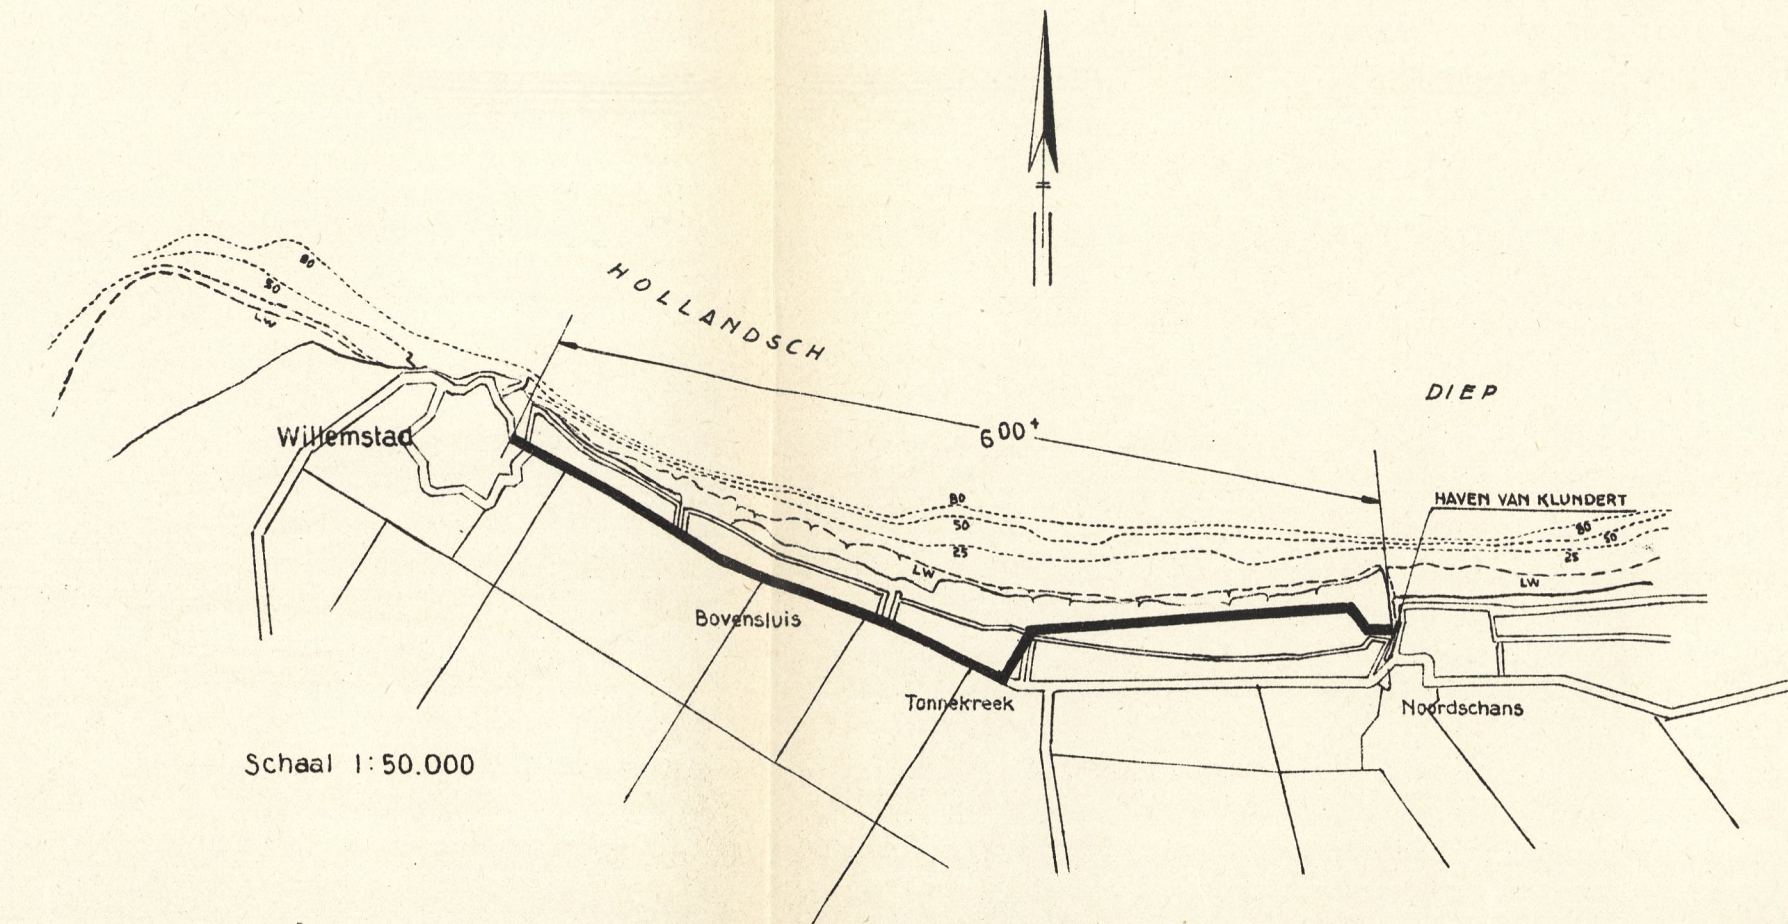 HOLLANDSCH
DIEP
80
50
LW
Willemstad
600⁺
HAVEN VAN KLUNDERT
80
50
25
LW
80
50
25
LW
Bovensluis
Tonnekreek
Noordschans
Schaal 1:50.000